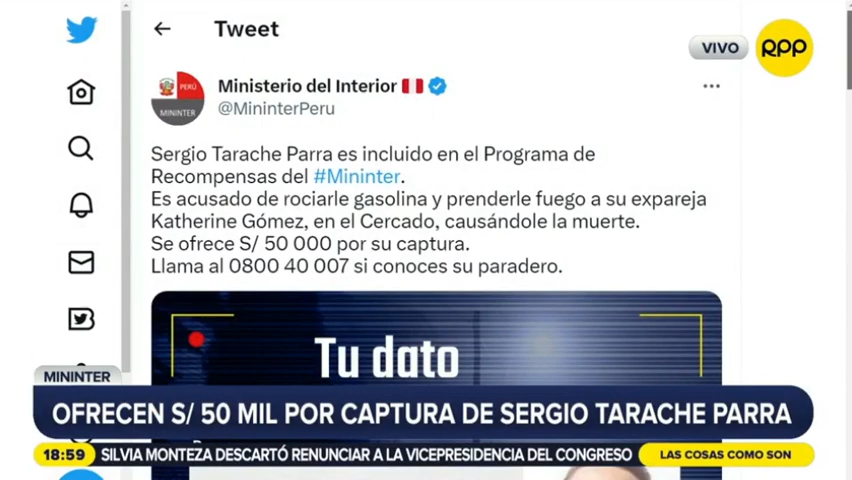 Tweet
VIVO
RPP
Ministerio del Interior
@MininterPeru
PERÚ
MININTER
Sergio Tarache Parra es incluido en el Programa de
Recompensas del #Mininter.
Es acusado de rociarle gasolina y prenderle fuego a su expareja
Katherine Gómez, en el Cercado, causándole la muerte.
Se ofrece S/ 50 000 por su captura.
Llama al 0800 40 007 si conoces su paradero.
Tu dato
MININTER
OFRECEN S/ 50 MIL POR CAPTURA DE SERGIO TARACHE PARRA
18:59 SILVIA MONTEZA DESCARTÓ RENUNCIAR A LA VICEPRESIDENCIA DEL CONGRESO LAS COSAS COMO SON